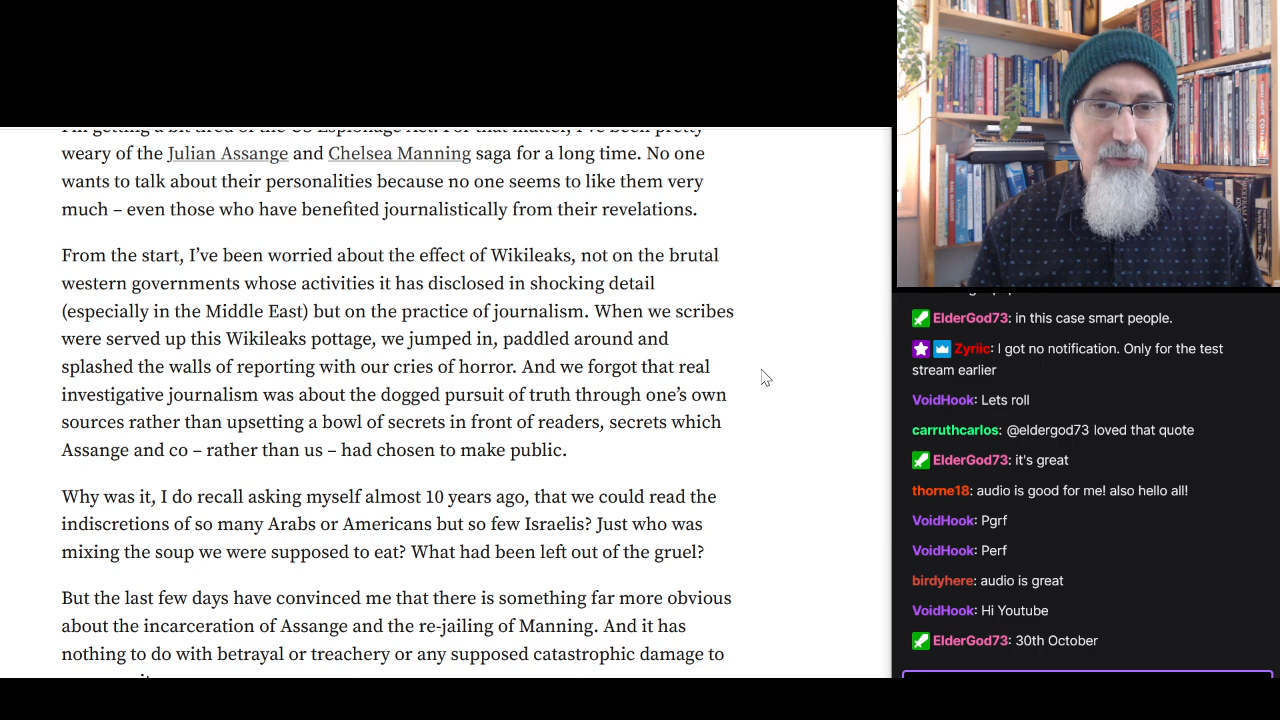 I'm getting a bit tired of the US Espionage Act. For that matter, I've been pretty
weary of the Julian Assange and Chelsea Manning saga for a long time. No one
wants to talk about their personalities because no one seems to like them very
much – even those who have benefited journalistically from their revelations.
From the start, I’ve been worried about the effect of Wikileaks, not on the brutal
western governments whose activities it has disclosed in shocking detail
(especially in the Middle East) but on the practice of journalism. When we scribes
were served up this Wikileaks pottage, we jumped in, paddled around and
splashed the walls of reporting with our cries of horror. And we forgot that real
investigative journalism was about the dogged pursuit of truth through one’s own
sources rather than upsetting a bowl of secrets in front of readers, secrets which
Assange and co – rather than us – had chosen to make public.
Why was it, I do recall asking myself almost 10 years ago, that we could read the
indiscretions of so many Arabs or Americans but so few Israelis? Just who was
mixing the soup we were supposed to eat? What had been left out of the gruel?
But the last few days have convinced me that there is something far more obvious
about the incarceration of Assange and the re-jailing of Manning. And it has
nothing to do with betrayal or treachery or any supposed catastrophic damage to
ElderGod73: in this case smart people.
Zyriic: I got no notification. Only for the test
stream earlier
VoidHook: Lets roll
carruthcarlos: @eldergod73 loved that quote
ElderGod73: it's great
thorne18: audio is good for me! also hello all!
VoidHook: Pgrf
VoidHook: Perf
birdyhere: audio is great
VoidHook: Hi Youtube
ElderGod73: 30th October